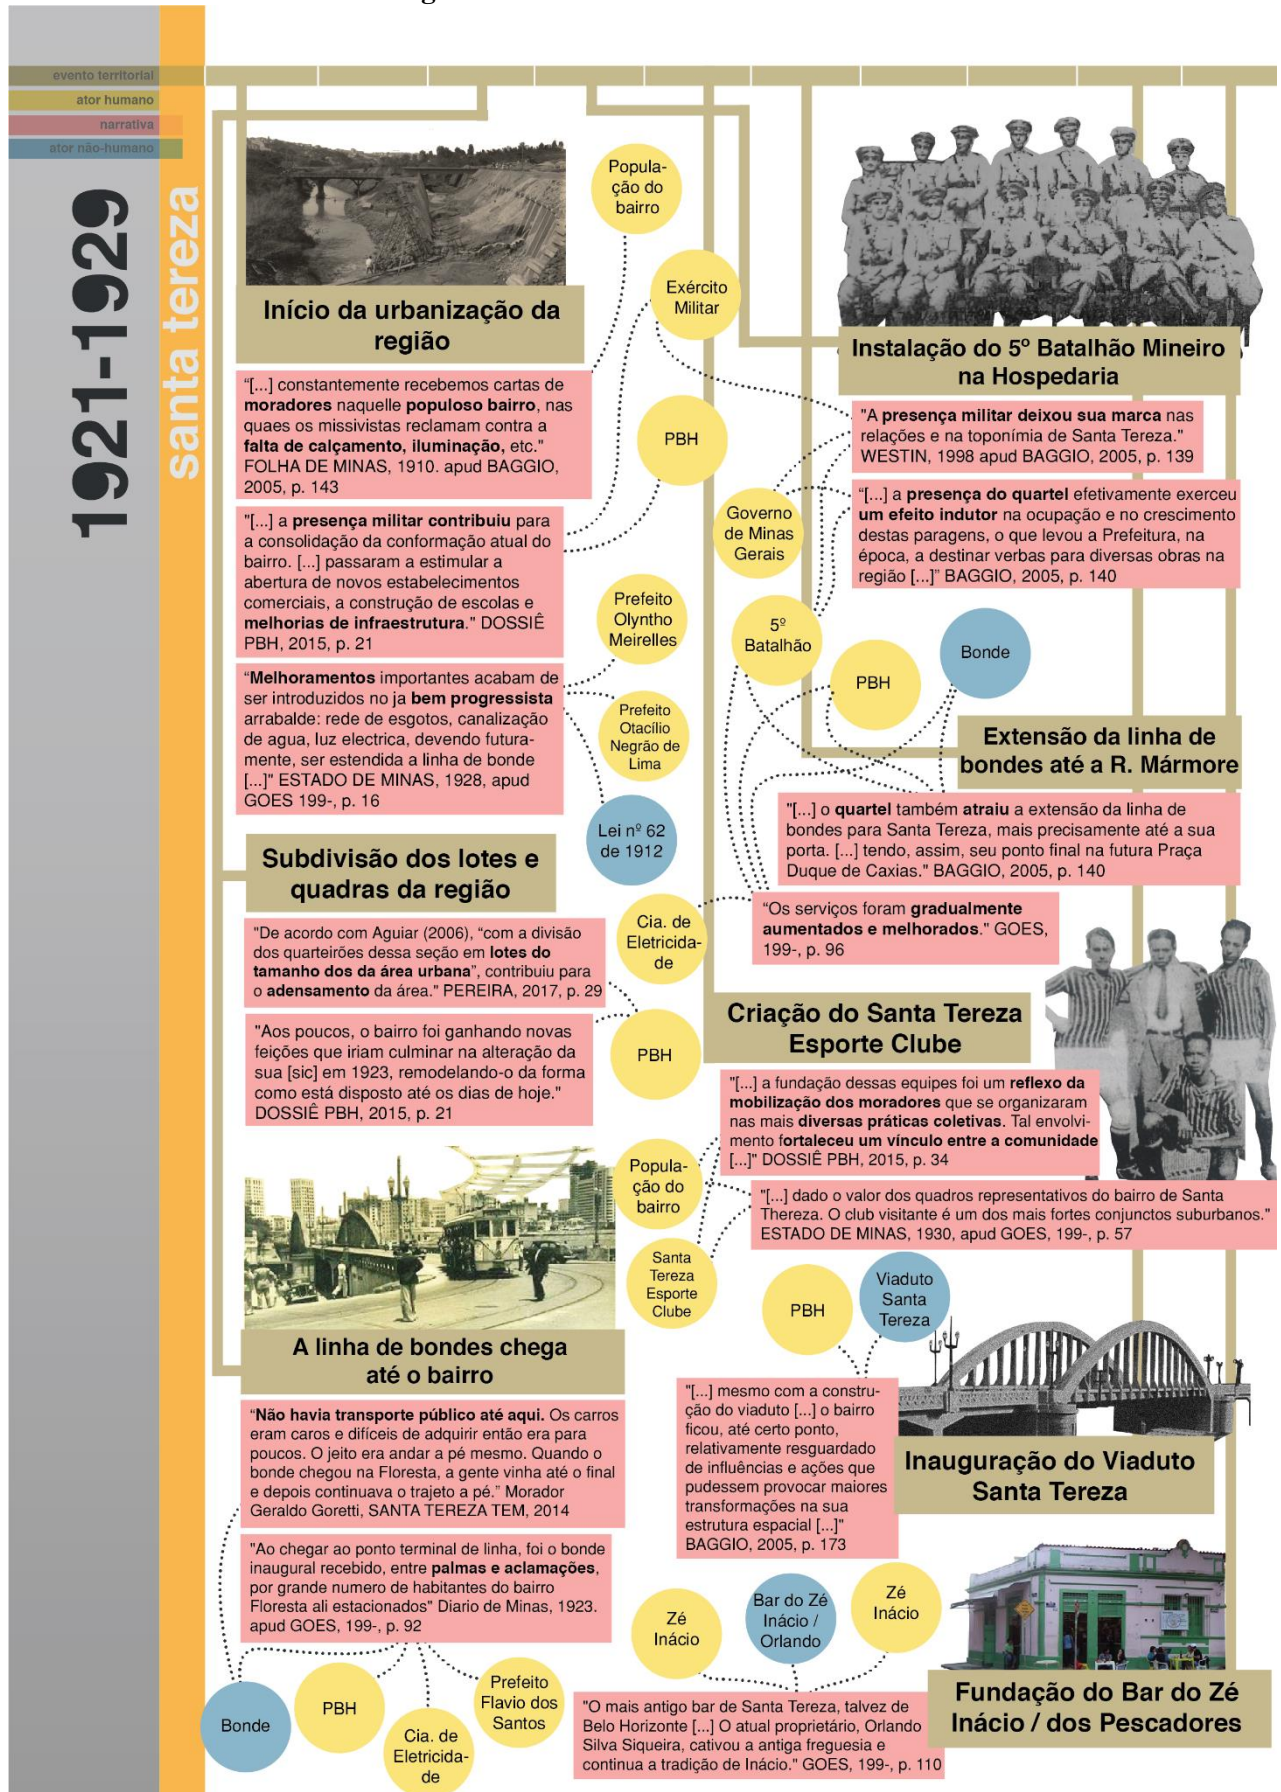 g
evento territorial
ator humano
narrativa
ator não-humano
1921-1929
santa tereza
Início da urbanização da
região
"[...] constantemente recebemos cartas de
moradores naquelle populoso bairro, nas
quaes os missivistas reclamam contra a
falta de calçamento, iluminação, etc."
FOLHA DE MINAS, 1910. apud BAGGIO,
2005, p. 143
"[...] a presença militar contribuiu para
a consolidação da conformação atual do
bairro. [...] passaram a estimular a
abertura de novos estabelecimentos
comerciais, a construção de escolas e
melhorias de infraestrutura." DOSSIÊ
PBH, 2015, p. 21
“Melhoramentos importantes acabam de
ser introduzidos no ja bem progressista
arrabalde: rede de esgotos, canalização
de agua, luz electrica, devendo futura-
mente, ser estendida a linha de bonde
[...]" ESTADO DE MINAS, 1928, apud
GOES 199-, p. 16
Popula-
ção do
bairro
Exército
Militar
PBH
Prefeito
Olyntho
Meirelles
Prefeito
Otacílio
Negrão de
Lima
Lei nº 62
de 1912
Subdivisão dos lotes e
quadras da região
"De acordo com Aguiar (2006), “com a divisão
dos quarteirões dessa seção em lotes do
tamanho dos da área urbana”, contribuiu para
o adensamento da área." PEREIRA, 2017, p. 29
"Aos poucos, o bairro foi ganhando novas
feições que iriam culminar na alteração da
sua [sic] em 1923, remodelando-o da forma
como está disposto até os dias de hoje."
DOSSIÊ PBH, 2015, p. 21
Cia. de
Eletricida-
de
PBH
A linha de bondes chega
até o bairro
“Não havia transporte público até aqui. Os carros
eram caros e difíceis de adquirir então era para
poucos. O jeito era andar a pé mesmo. Quando o
bonde chegou na Floresta, a gente vinha até o final
e depois continuava o trajeto a pé.” Morador
Geraldo Goretti, SANTA TEREZA TEM, 2014
"Ao chegar ao ponto terminal de linha, foi o bonde
inaugural recebido, entre palmas e aclamações,
por grande numero de habitantes do bairro
Floresta ali estacionados" Diario de Minas, 1923.
apud GOES, 199-, p. 92
Bonde
PBH
Cia. de
Eletricida-
de
Prefeito
Flavio dos
Santos
Instalação do 5º Batalhão Mineiro
na Hospedaria
"A presença militar deixou sua marca nas
relações e na toponímia de Santa Tereza."
WESTIN, 1998 apud BAGGIO, 2005, p. 139
“[...] a presença do quartel efetivamente exerceu
um efeito indutor na ocupação e no crescimento
destas paragens, o que levou a Prefeitura, na
época, a destinar verbas para diversas obras na
região [...]” BAGGIO, 2005, p. 140
Governo
de Minas
Gerais
5º
Batalhão
PBH
Bonde
Extensão da linha de
bondes até a R. Mármore
"[...] o quartel também atraiu a extensão da linha de
bondes para Santa Tereza, mais precisamente até a sua
porta. [...] tendo, assim, seu ponto final na futura Praça
Duque de Caxias." BAGGIO, 2005, p. 140
“Os serviços foram gradualmente
aumentados e melhorados." GOES,
199-, p. 96
Criação do Santa Tereza
Esporte Clube
"[...] a fundação dessas equipes foi um reflexo da
mobilização dos moradores que se organizaram
nas mais diversas práticas coletivas. Tal envolvi-
mento fortaleceu um vínculo entre a comunidade
[...]" DOSSIÊ PBH, 2015, p. 34
"[...] dado o valor dos quadros representativos do bairro de Santa
Thereza. O club visitante é um dos mais fortes conjunctos suburbanos."
ESTADO DE MINAS, 1930, apud GOES, 199-, p. 57
Popula-
ção do
bairro
Santa
Tereza
Esporte
Clube
PBH
Viaduto
Santa
Tereza
"[...] mesmo com a constru-
ção do viaduto [...] o bairro
ficou, até certo ponto,
relativamente resguardado
de influências e ações que
pudessem provocar maiores
transformações na sua
estrutura espacial [...]"
BAGGIO, 2005, p. 173
Inauguração do Viaduto
Santa Tereza
Zé
Inácio
Bar do Zé
Inácio /
Orlando
Zé
Inácio
"O mais antigo bar de Santa Tereza, talvez de
Belo Horizonte [...] O atual proprietário, Orlando
Silva Siqueira, cativou a antiga freguesia e
continua a tradição de Inácio." GOES, 199-, p. 110
Fundação do Bar do Zé
Inácio / dos Pescadores